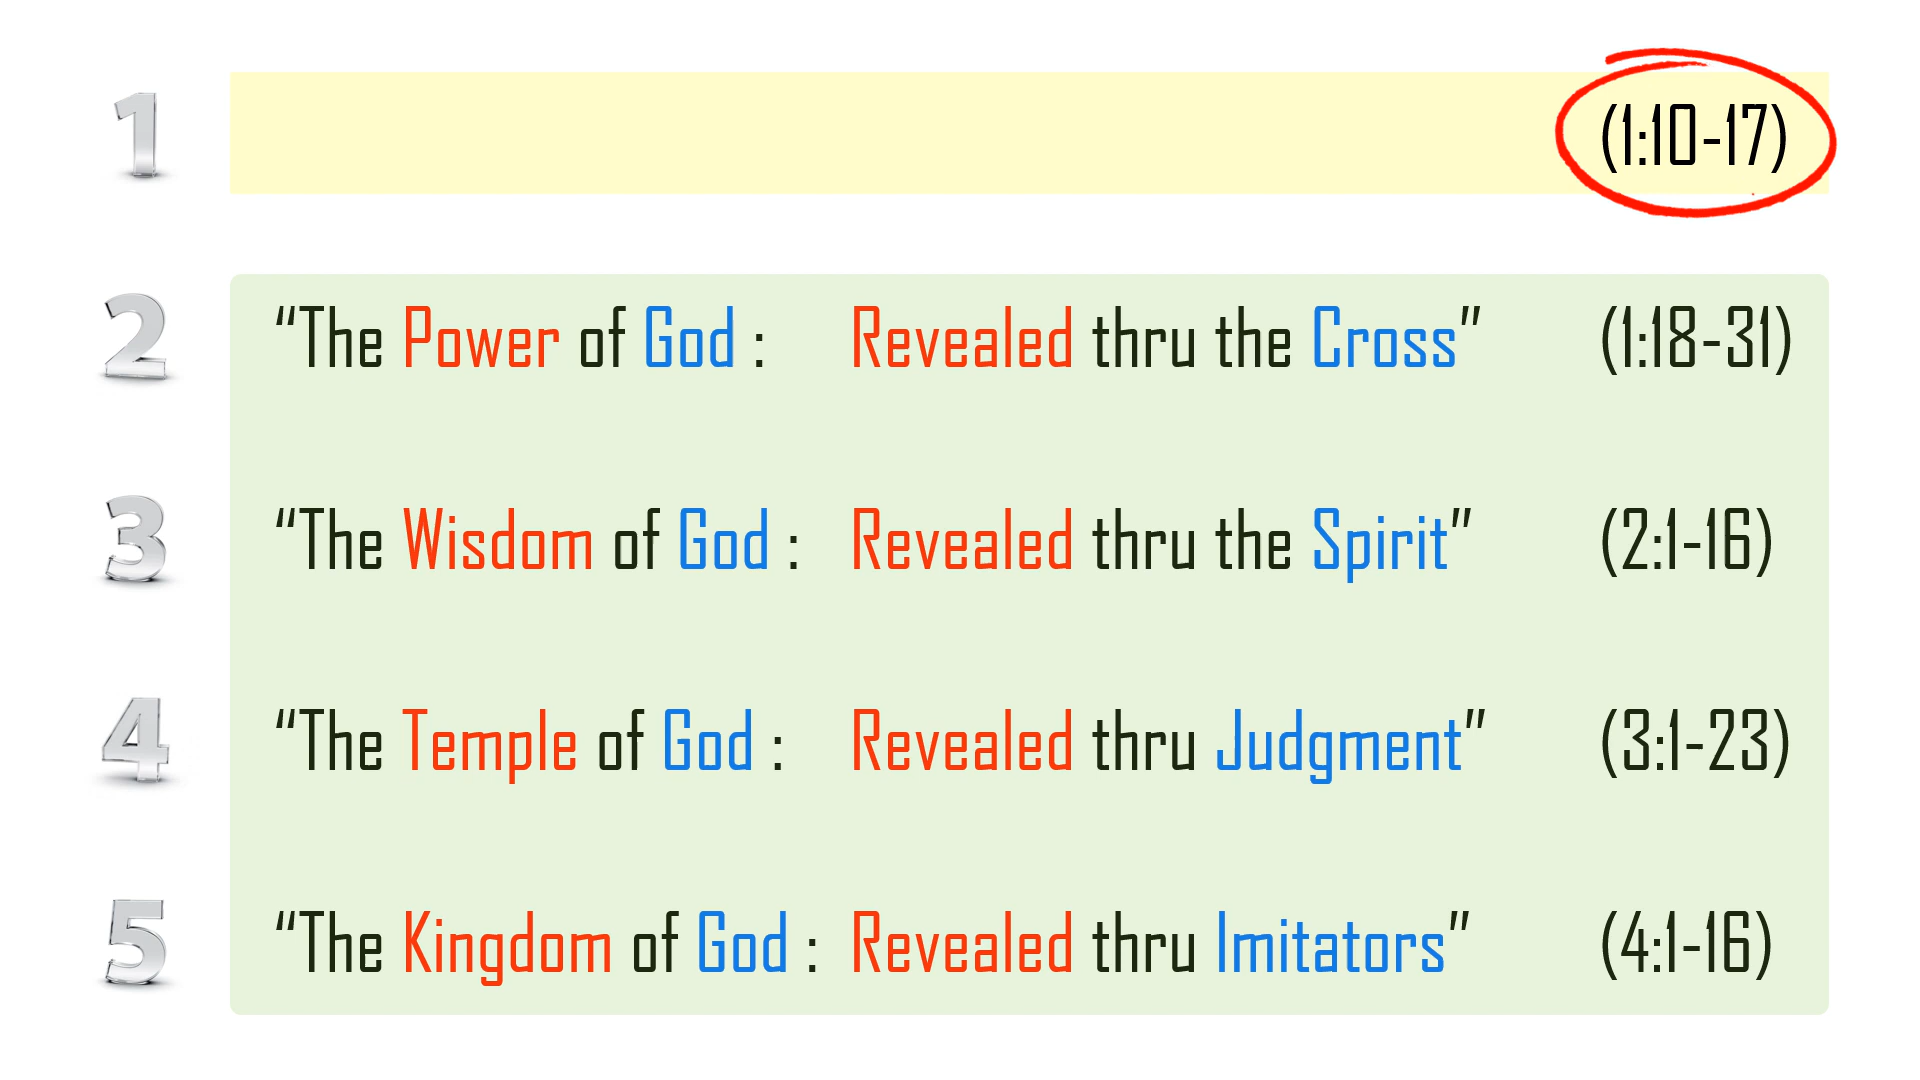 1 (1:10-17)
2 “The Power of God : Revealed thru the Cross” (1:18-31)
3 “The Wisdom of God : Revealed thru the Spirit” (2:1-16)
4 “The Temple of God : Revealed thru Judgment” (3:1-23)
5 “The Kingdom of God : Revealed thru Imitators” (4:1-16)